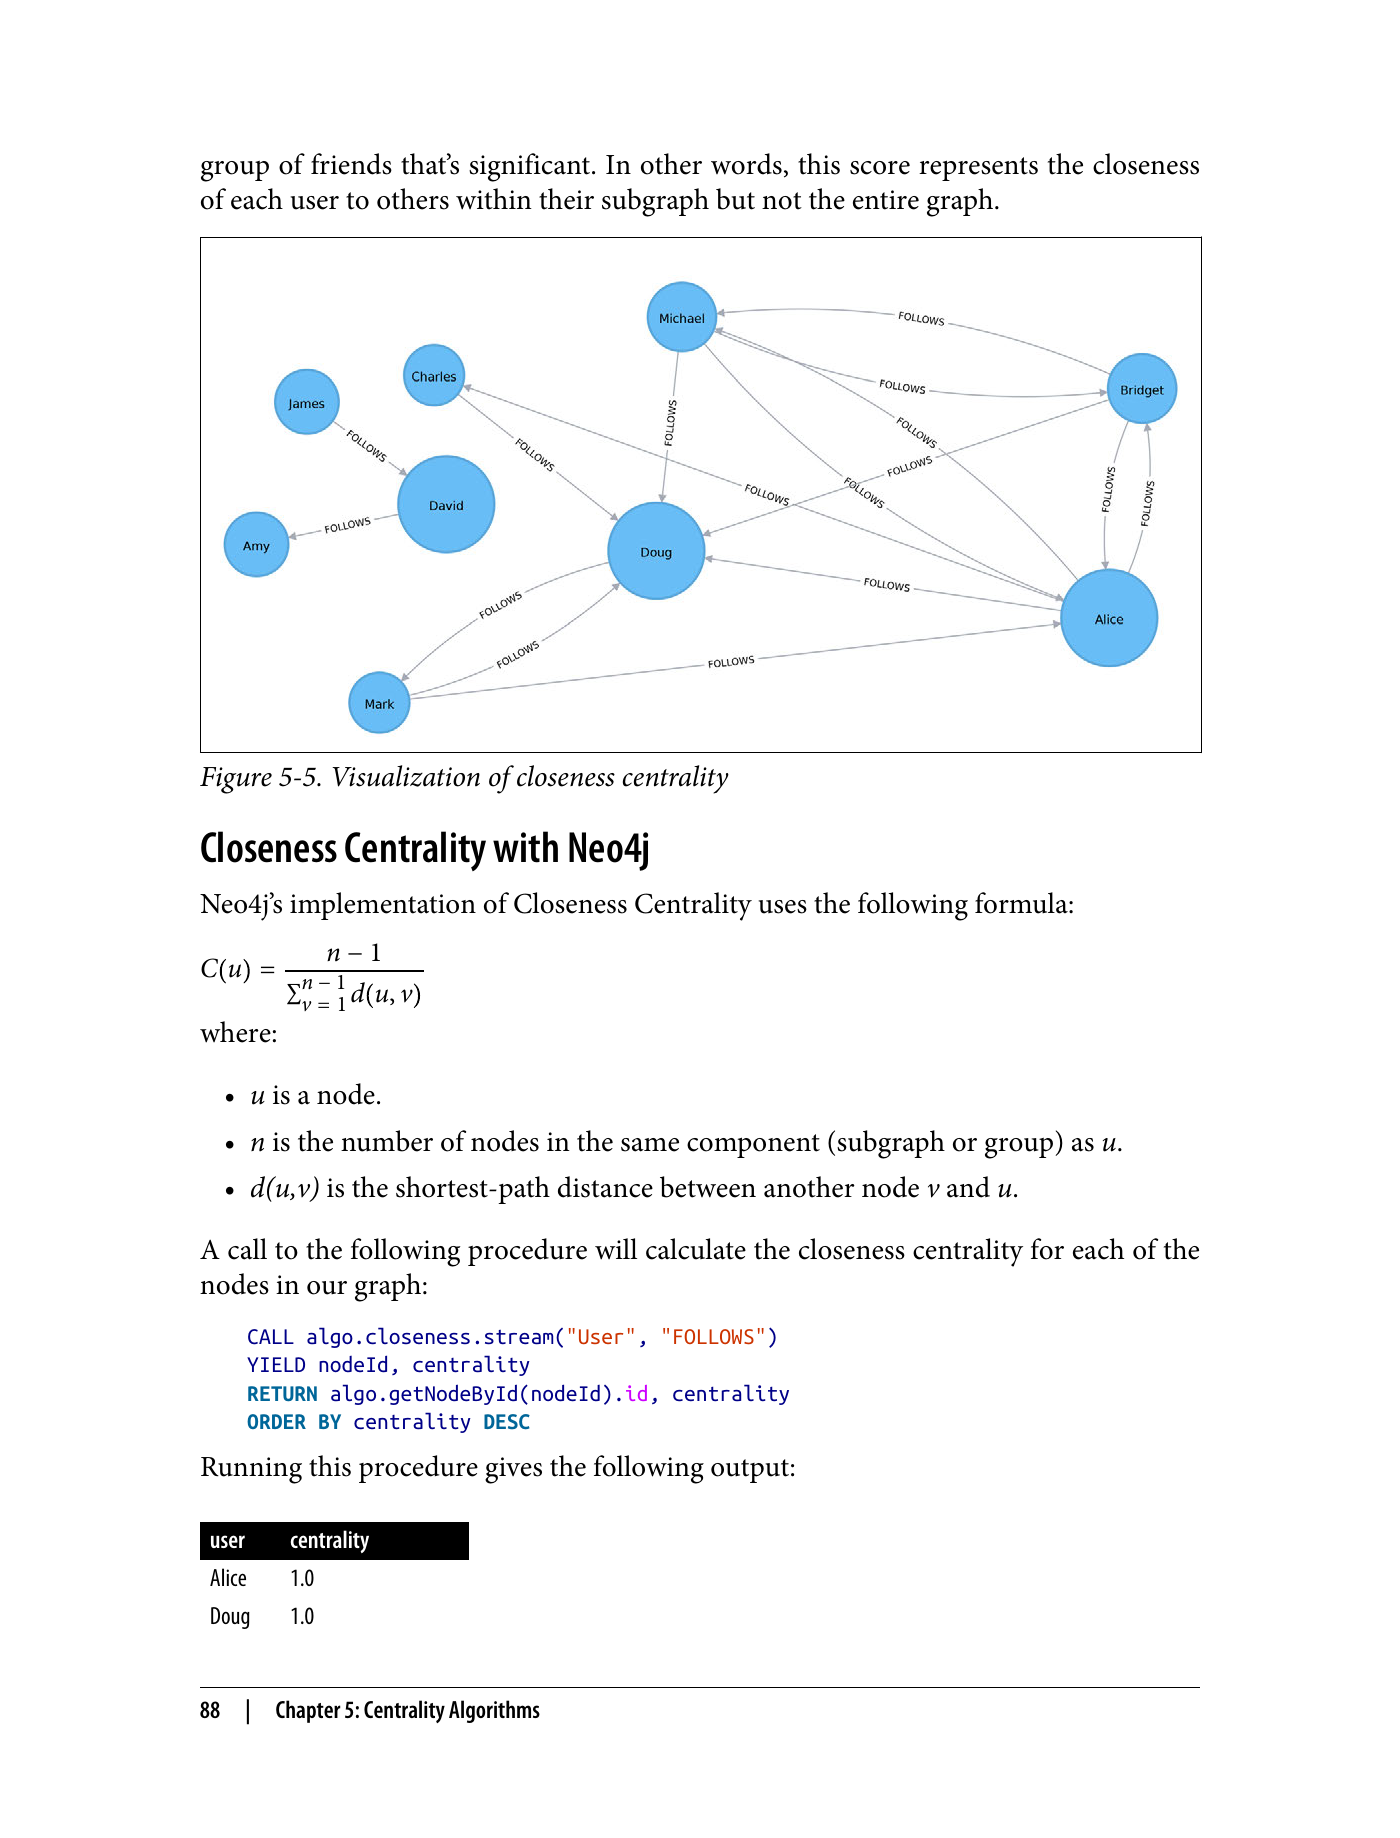 group of friends that’s significant. In other words, this score represents the closeness
of each user to others within their subgraph but not the entire graph.
Michael
FOLLOWS
Charles
FOLLOWS
Bridget
James
FOLLOWS
FOLLOWS
FOLLOWS
FOLLOWS
FOLLOWS
FOLLOWS
FOLLOWS
FOLLOWS
FOLLOWS
FOLLOWS
David
FOLLOWS
Amy
Doug
FOLLOWS
FOLLOWS
Alice
FOLLOWS
FOLLOWS
Mark
Figure 5-5. Visualization of closeness centrality
Closeness Centrality with Neo4j
Neo4j’s implementation of Closeness Centrality uses the following formula:
C(u) = n − 1 / Σ_{v = 1}^{n − 1} d(u, v)
where:
• u is a node.
• n is the number of nodes in the same component (subgraph or group) as u.
• d(u,v) is the shortest-path distance between another node v and u.
A call to the following procedure will calculate the closeness centrality for each of the
nodes in our graph:
CALL algo.closeness.stream("User", "FOLLOWS")
YIELD nodeId, centrality
RETURN algo.getNodeById(nodeId).id, centrality
ORDER BY centrality DESC
Running this procedure gives the following output:
user centrality
Alice 1.0
Doug 1.0
88 | Chapter 5: Centrality Algorithms